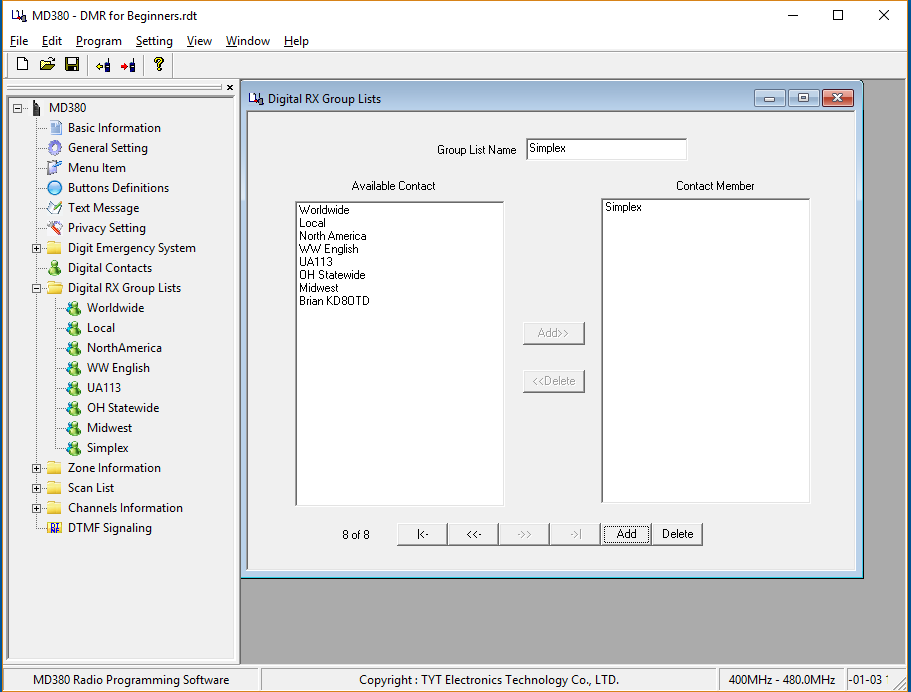 MD380 - DMR for Beginners.rdt
File Edit Program Setting View Window Help
MD380
Basic Information
General Setting
Menu Item
Buttons Definitions
Text Message
Privacy Setting
Digit Emergency System
Digital Contacts
Digital RX Group Lists
Worldwide
Local
NorthAmerica
WW English
UA113
OH Statewide
Midwest
Simplex
Zone Information
Scan List
Channels Information
DTMF Signaling
Digital RX Group Lists
Group List Name Simplex
Available Contact
Worldwide
Local
North America
WW English
UA113
OH Statewide
Midwest
Brian KD8OTD
Add>>
<<Delete
Contact Member
Simplex
8 of 8 |<- <<- ->> ->| Add Delete
MD380 Radio Programming Software Copyright : TYT Electronics Technology Co., LTD. 400MHz - 480.0MHz -01-03